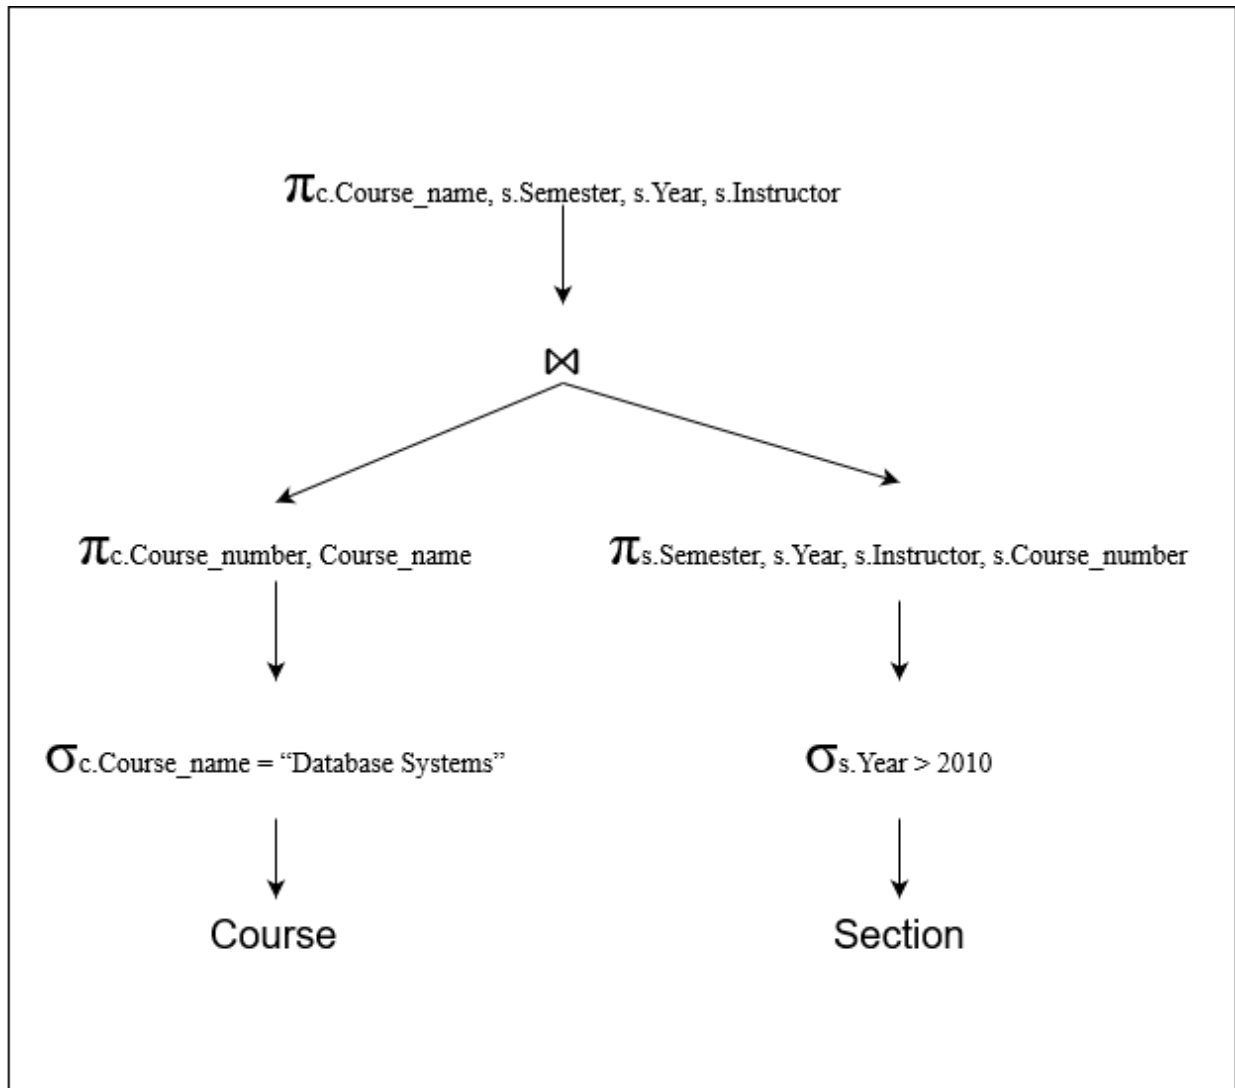 πc.Course_name, s.Semester, s.Year, s.Instructor
⋈
πc.Course_number, Course_name
πs.Semester, s.Year, s.Instructor, s.Course_number
σc.Course_name = “Database Systems”
σs.Year > 2010
Course
Section